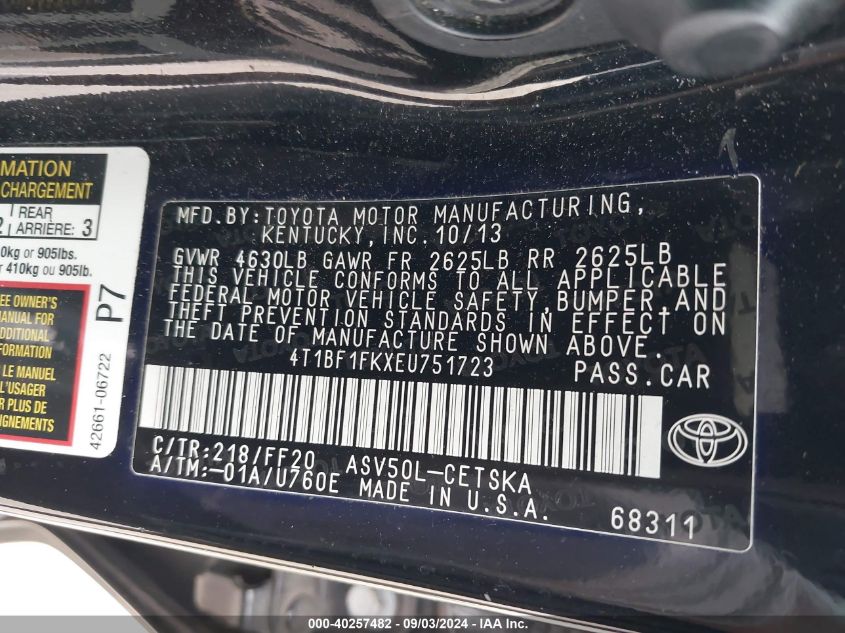 MATION
CHARGEMENT
2 REAR
ARRIÈRE: 3
0kg or 905lbs.
r 410kg ou 905lb.
EE OWNER'S
MANUAL FOR
ADDITIONAL
FORMATION
LE MANUEL
L'USAGER
R PLUS DE
IGNEMENTS
P7
42661-06722
MFD. BY: TOYOTA MOTOR MANUFACTURING,
KENTUCKY, INC. 10/13
GVWR 4630LB GAWR FR 2625LB RR 2625LB
THIS VEHICLE CONFORMS TO ALL APPLICABLE
FEDERAL MOTOR VEHICLE SAFETY, BUMPER, AND
THEFT PREVENTION STANDARDS IN EFFECT ON
THE DATE OF MANUFACTURE SHOWN ABOVE.
4T1BF1FKXEU751723 PASS. CAR
C/TR: 218/FF20 ASV50L-CETSKA
A/TM: -01A/U760E MADE IN U.S.A.
68311
000-40257482 - 09/03/2024 - IAA Inc.